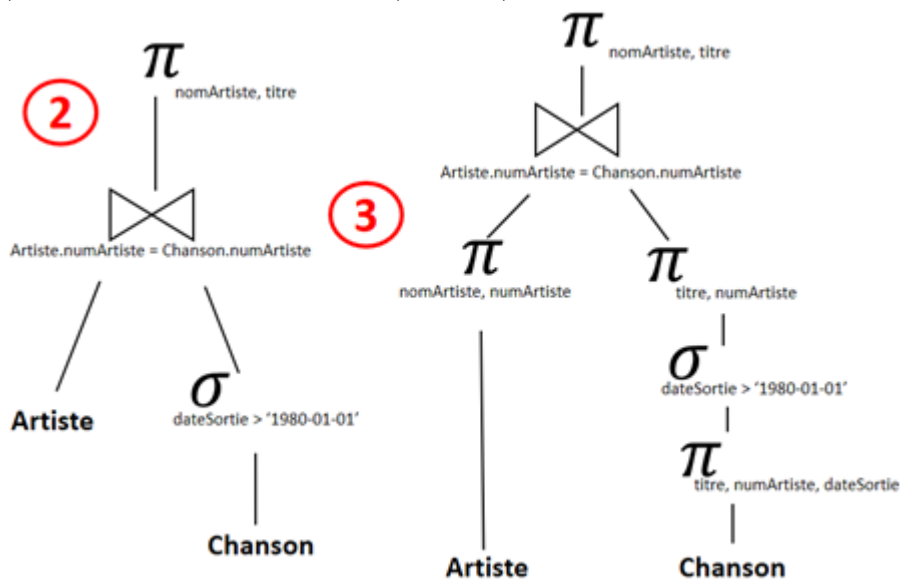 π
nomArtiste, titre
2
Artiste.numArtiste = Chanson.numArtiste
Artiste
σ
dateSortie > '1980-01-01'
Chanson
π
nomArtiste, titre
Artiste.numArtiste = Chanson.numArtiste
3
π
nomArtiste, numArtiste
π
titre, numArtiste
σ
dateSortie > '1980-01-01'
π
titre, numArtiste, dateSortie
Artiste
Chanson